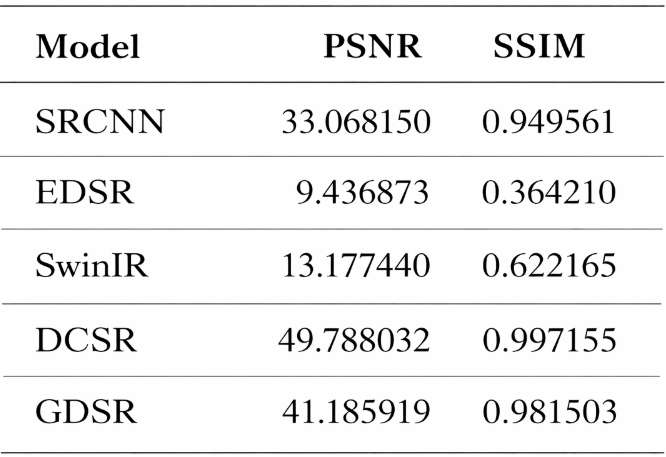 Model PSNR SSIM
SRCNN 33.068150 0.949561
EDSR 9.436873 0.364210
SwinIR 13.177440 0.622165
DCSR 49.788032 0.997155
GDSR 41.185919 0.981503